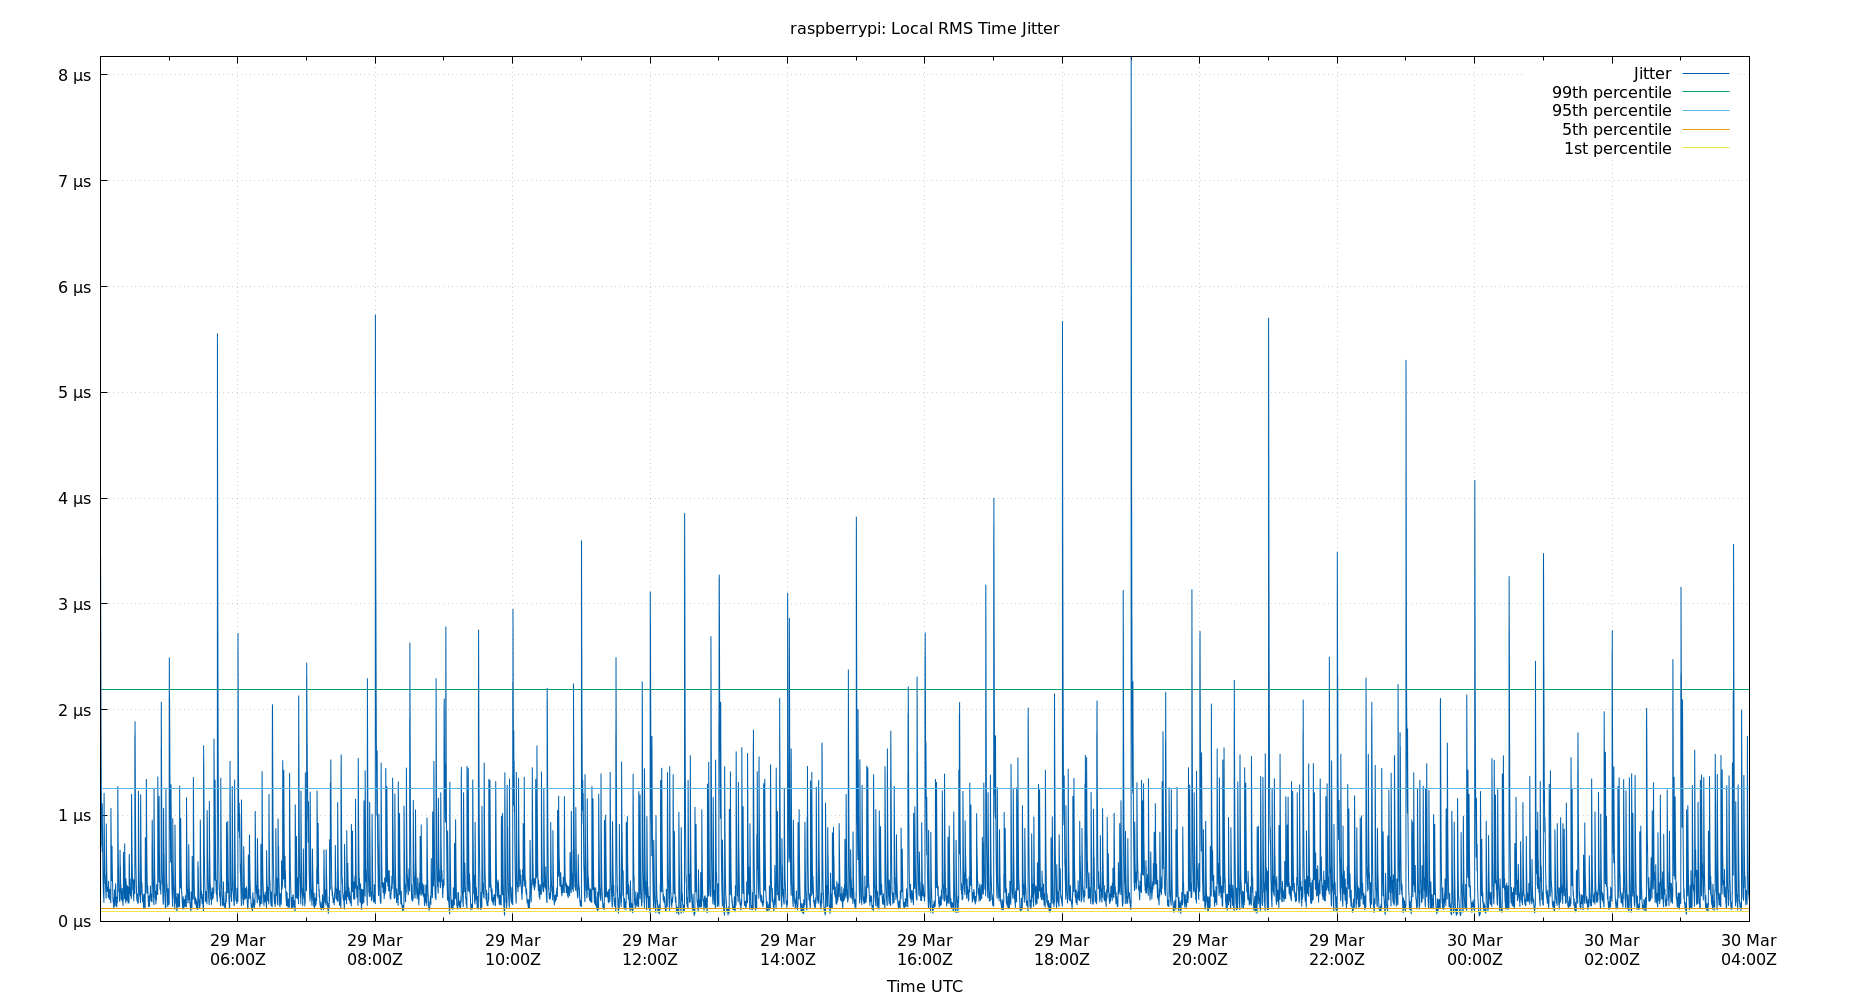 raspberrypi: Local RMS Time Jitter
8 µs
7 µs
6 µs
5 µs
4 µs
3 µs
2 µs
1 µs
0 µs
Jitter
99th percentile
95th percentile
5th percentile
1st percentile
29 Mar 29 Mar 29 Mar 29 Mar 29 Mar 29 Mar 29 Mar 29 Mar 29 Mar 30 Mar 30 Mar 30 Mar
06:00Z 08:00Z 10:00Z 12:00Z 14:00Z 16:00Z 18:00Z 20:00Z 22:00Z 00:00Z 02:00Z 04:00Z
Time UTC